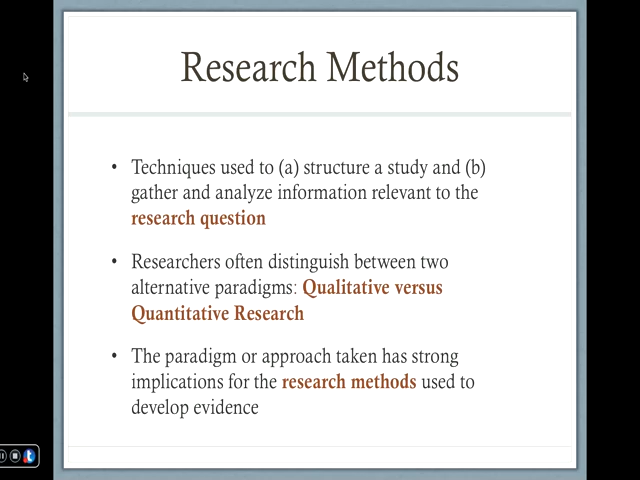 Research Methods
• Techniques used to (a) structure a study and (b)
gather and analyze information relevant to the
research question
• Researchers often distinguish between two
alternative paradigms: Qualitative versus
Quantitative Research
• The paradigm or approach taken has strong
implications for the research methods used to
develop evidence